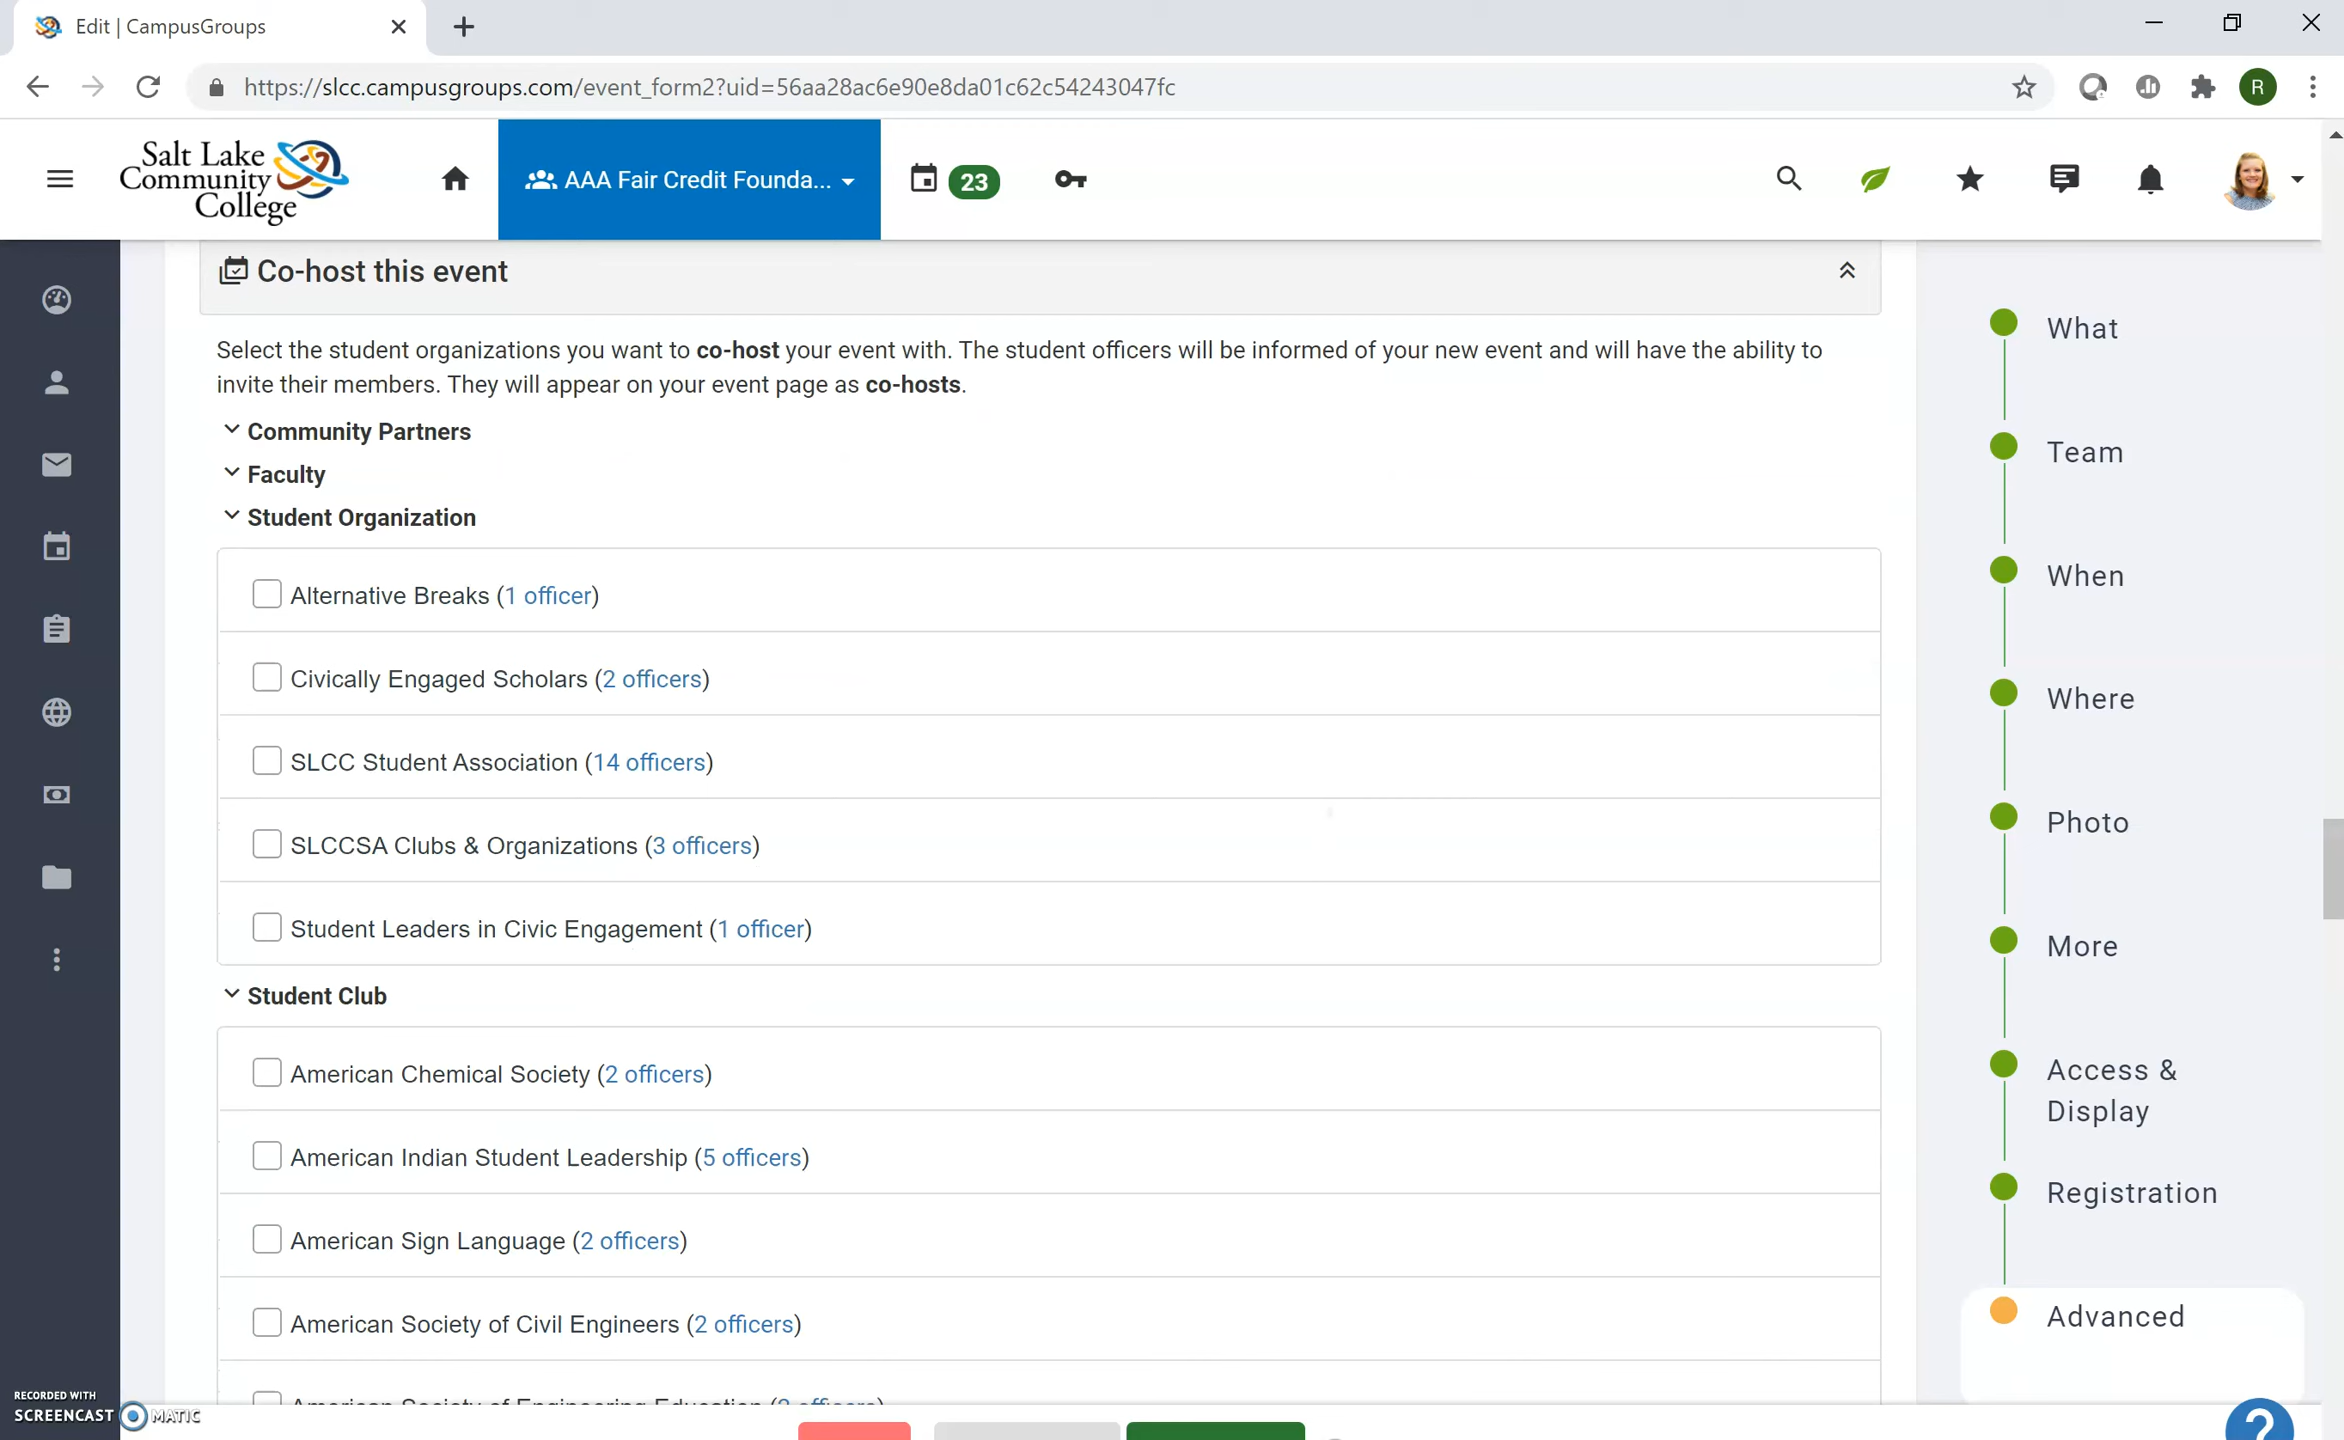 Edit | CampusGroups
https://slcc.campusgroups.com/event_form2?uid=56aa28ac6e90e8da01c62c54243047fc
R
Salt Lake
Community
College
AAA Fair Credit Founda...
23
Co-host this event
Select the student organizations you want to co-host your event with. The student officers will be informed of your new event and will have the ability to
invite their members. They will appear on your event page as co-hosts.
Community Partners
Faculty
Student Organization
Alternative Breaks (1 officer)
Civically Engaged Scholars (2 officers)
SLCC Student Association (14 officers)
SLCCSA Clubs & Organizations (3 officers)
Student Leaders in Civic Engagement (1 officer)
Student Club
American Chemical Society (2 officers)
American Indian Student Leadership (5 officers)
American Sign Language (2 officers)
American Society of Civil Engineers (2 officers)
American Society of Engineering Education (2 officers)
What
Team
When
Where
Photo
More
Access &
Display
Registration
Advanced
?
RECORDED WITH
SCREENCAST MATIC